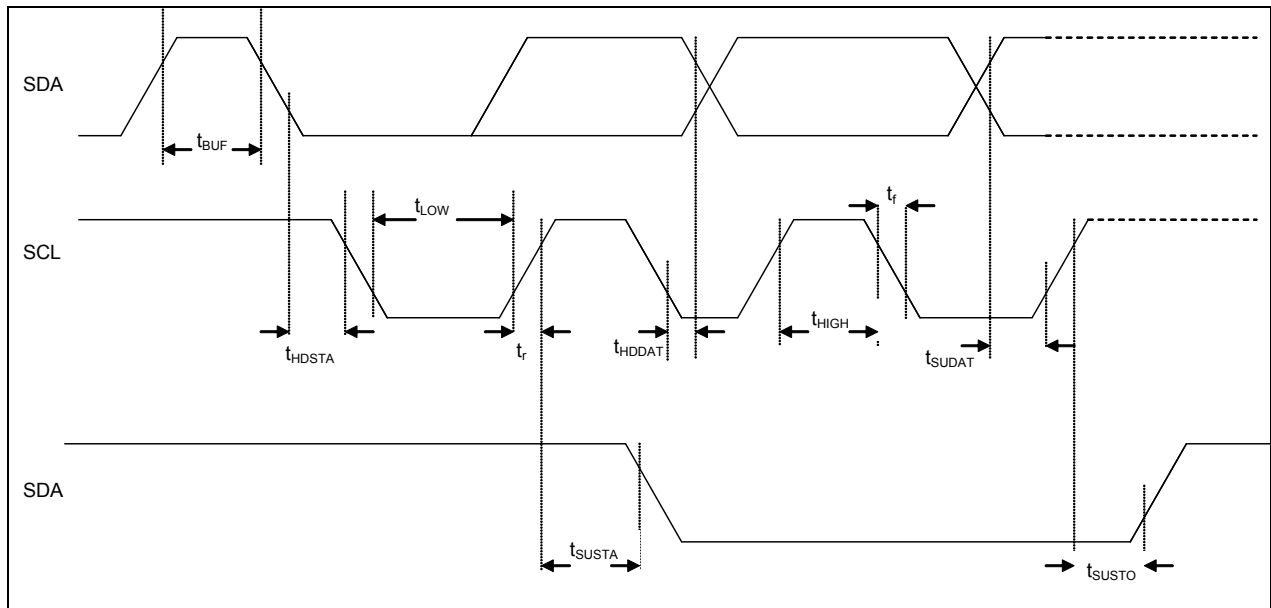 SDA
tBUF
tLOW
tf
SCL
tHDSTA
tr
tHDDAT
tHIGH
tSUDAT
SDA
tSUSTA
tSUSTO